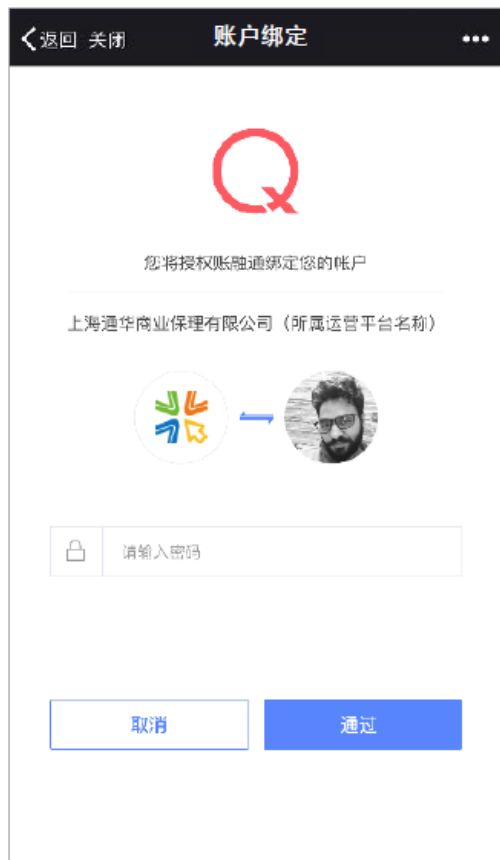 返回 关闭 账户绑定
您将授权账融通绑定您的帐户
上海通华商业保理有限公司（所属运营平台名称）
请输入密码
取消 通过